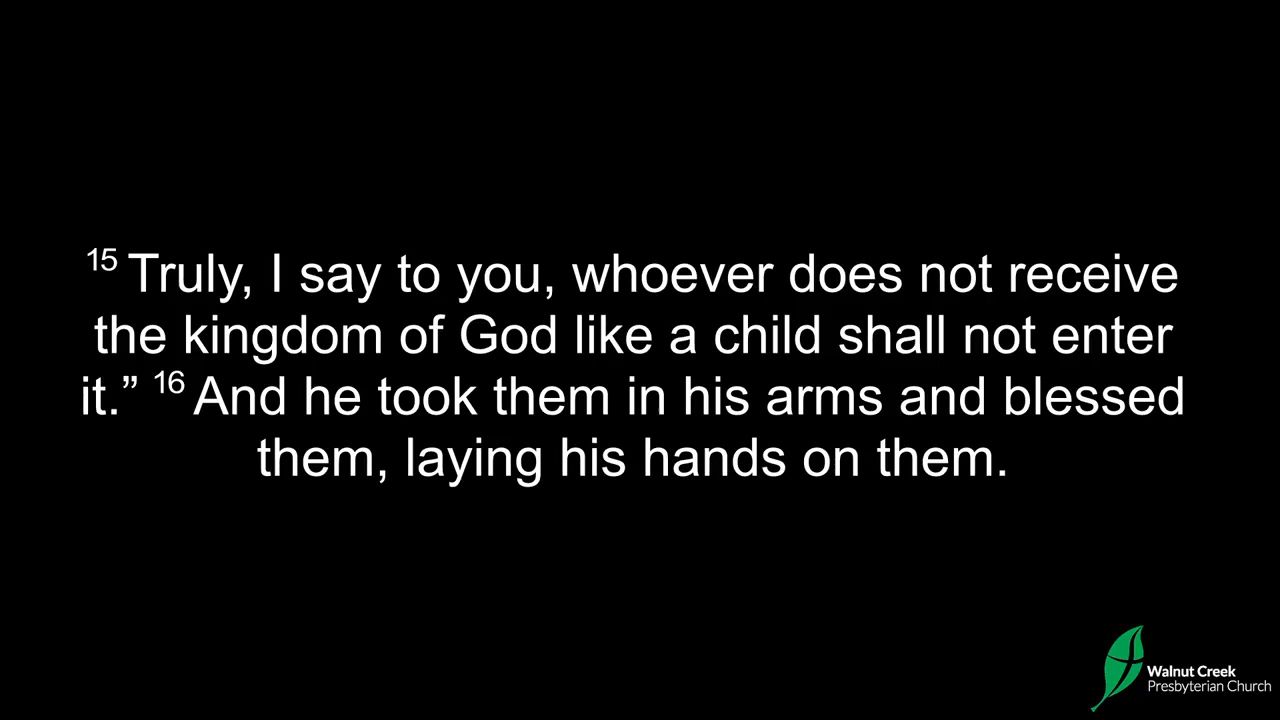 15 Truly, I say to you, whoever does not receive
the kingdom of God like a child shall not enter
it.” 16 And he took them in his arms and blessed
them, laying his hands on them.
Walnut Creek
Presbyterian Church